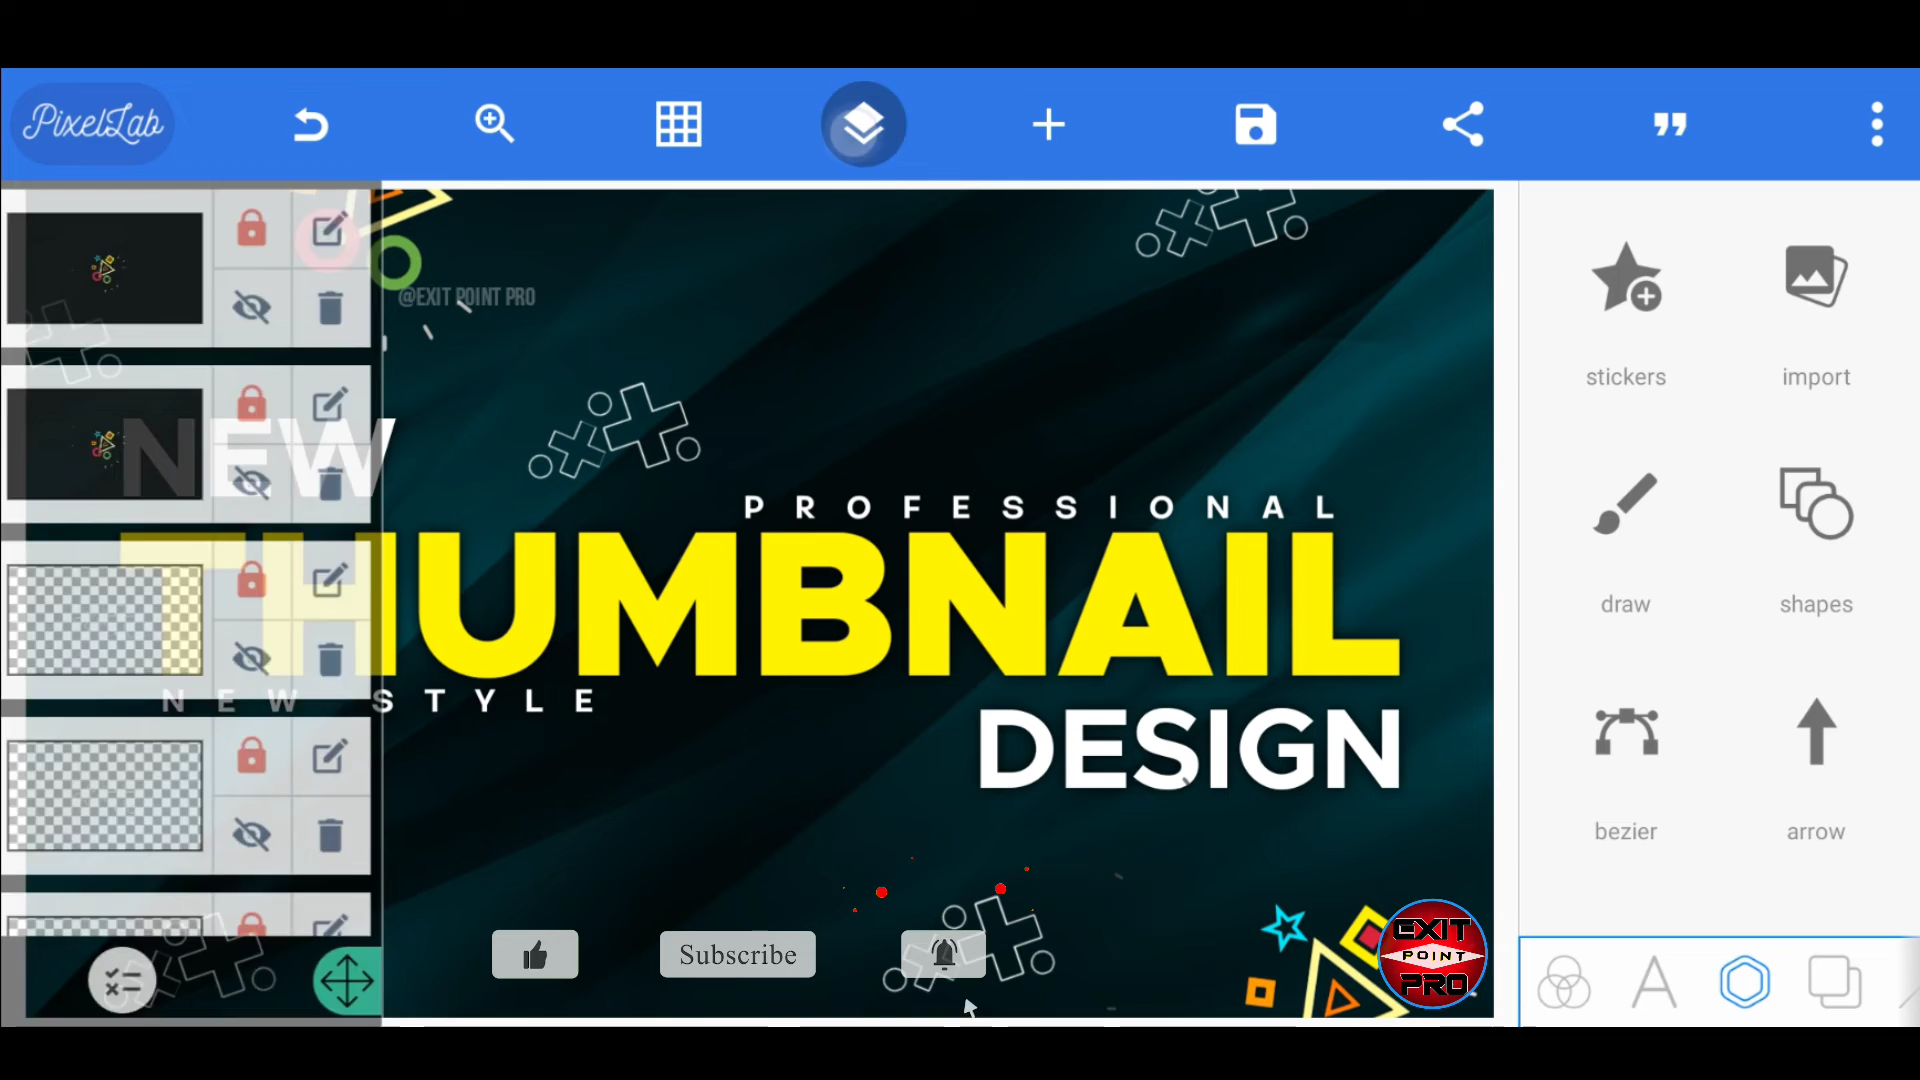 PixelLab
@EXIT POINT PRO
stickers
import
NEW
PROFESSIONAL
THUMBNAIL
NEW STYLE
DESIGN
draw
shapes
bezier
arrow
Subscribe
EXIT
POINT
PRO